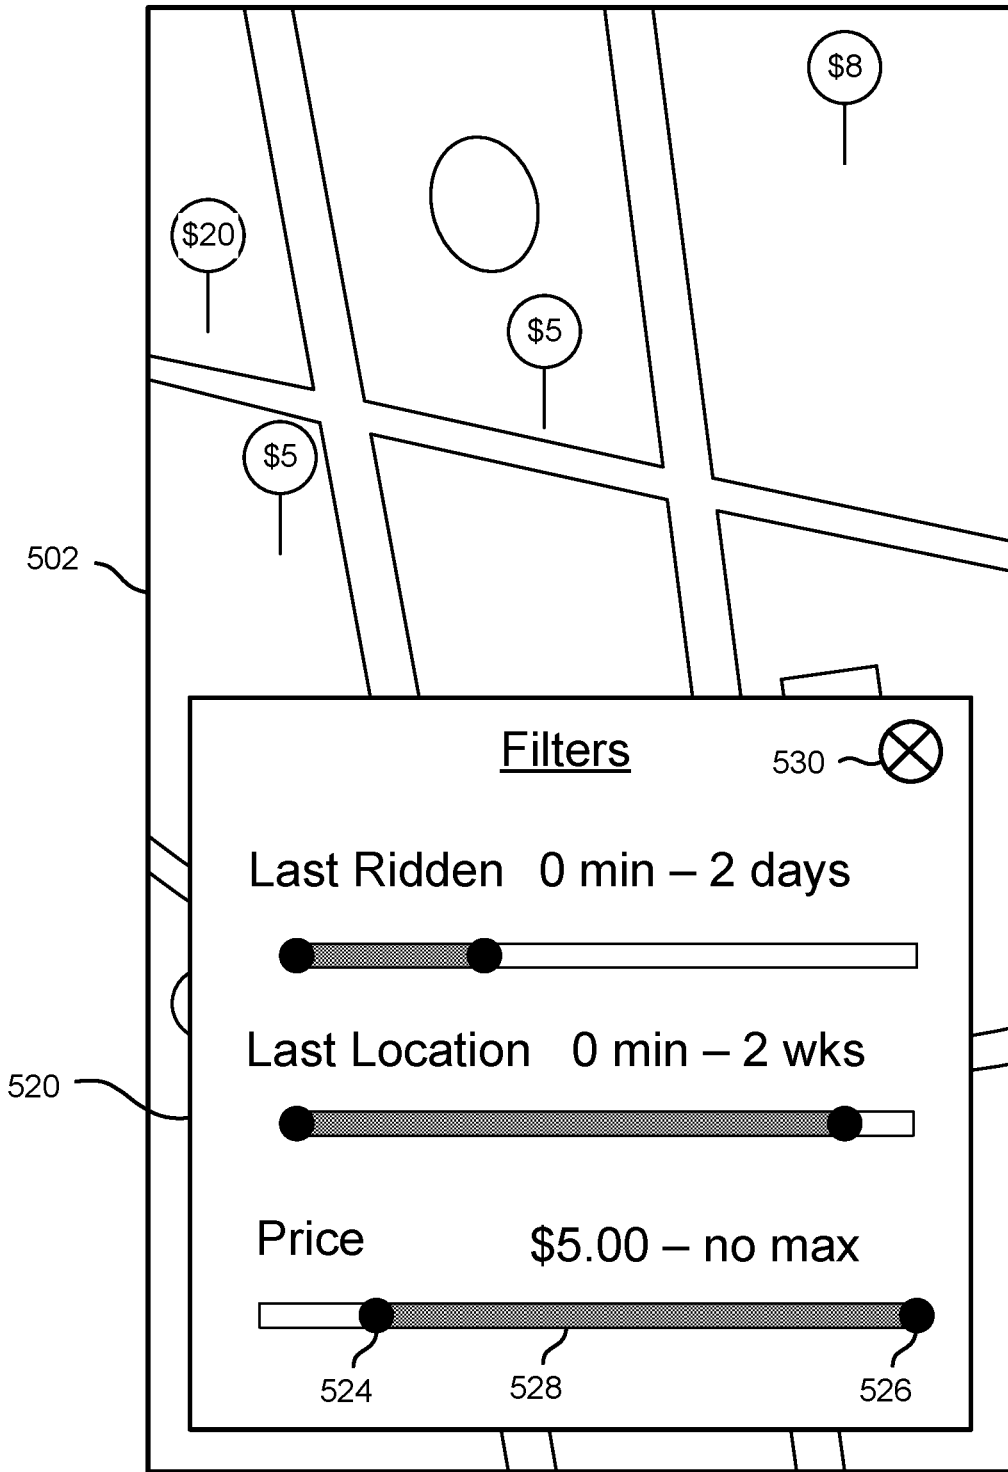 $8
$20
$5
$5
502
Filters
530
Last Ridden 0 min – 2 days
Last Location 0 min – 2 wks
520
Price $5.00 – no max
524 528 526